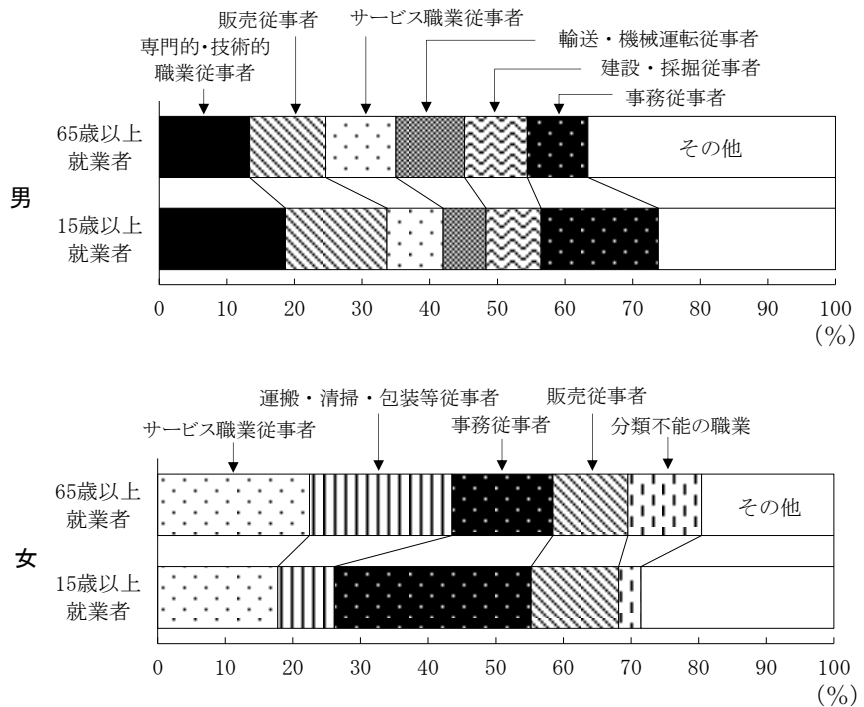 販売従事者
サービス職業従事者
専門的・技術的
職業従事者
輸送・機械運転従事者
建設・採掘従事者
事務従事者
65歳以上
就業者
その他
男
15歳以上
就業者
0 10 20 30 40 50 60 70 80 90 100
(%)
運搬・清掃・包装等従事者
販売従事者
サービス職業従事者
事務従事者
分類不能の職業
65歳以上
就業者
その他
女
15歳以上
就業者
0 10 20 30 40 50 60 70 80 90 100
(%)